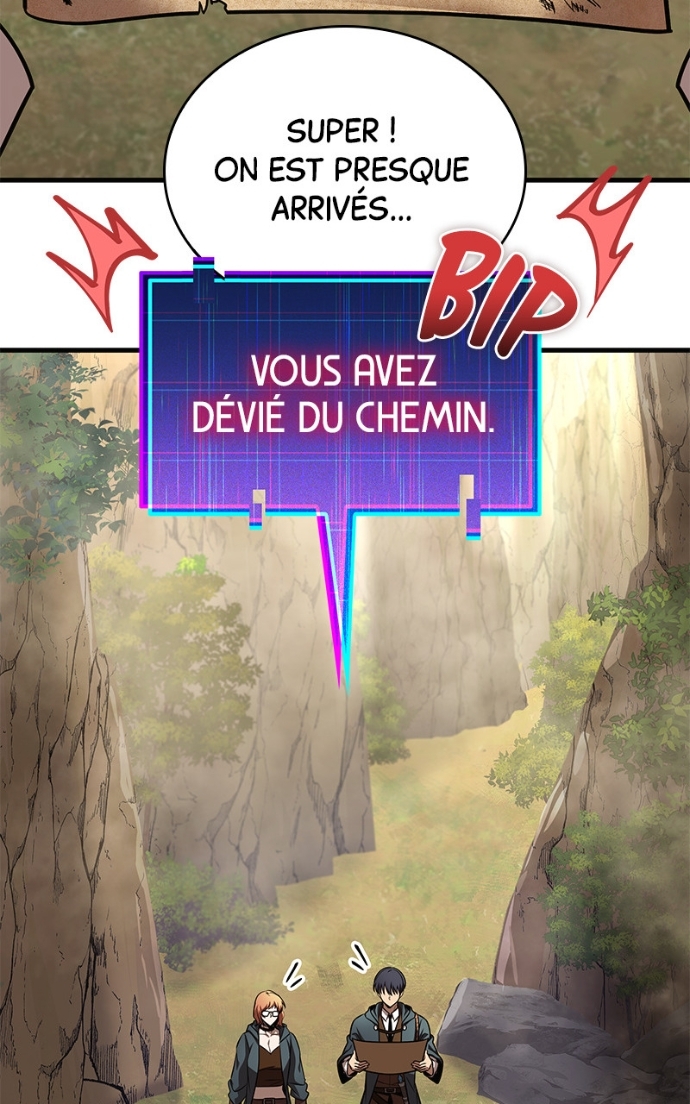 SUPER !
ON EST PRESQUE
ARRIVÉS...
BIP
VOUS AVEZ
DÉVIÉ DU CHEMIN.